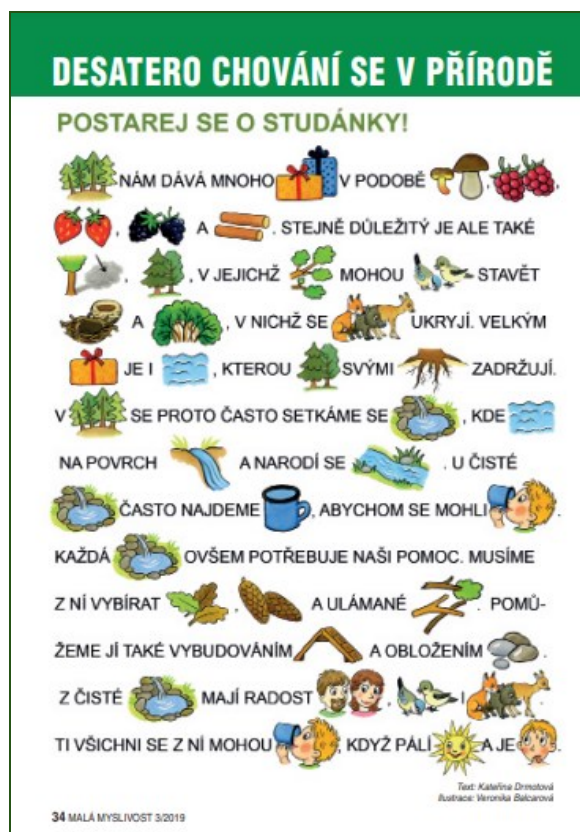 DESATERO CHOVÁNÍ SE V PŘÍRODĚ
POSTAREJ SE O STUDÁNKY!
NÁM DÁVÁ MNOHO V PODOBĚ , ,
, A . STEJNĚ DŮLEŽITÝ JE ALE TAKÉ
, , V JEJICHŽ MOHOU STAVĚT
A , V NICHŽ SE UKRYJÍ. VELKÝM
JE I , KTEROU SVÝMI ZADRŽUJÍ.
V SE PROTO ČASTO SETKÁME SE , KDE
NA POVRCH A NARODÍ SE . U ČISTÉ
ČASTO NAJDEME , ABYCHOM SE MOHLI .
KAŽDÁ OVŠEM POTŘEBUJE NAŠI POMOC. MUSÍME
Z NÍ VYBÍRAT , A ULÁMANÉ . POMŮ-
ŽEME JÍ TAKÉ VYBUDOVÁNÍM A OBLOŽENÍM .
Z ČISTÉ MAJÍ RADOST , I .
TI VŠICHNI SE Z NÍ MOHOU , KDYŽ PÁLÍ A JE .
Text: Kateřina Drmotová
Ilustrace: Veronika Balcarová
34 MALÁ MYSLIVOST 3/2019